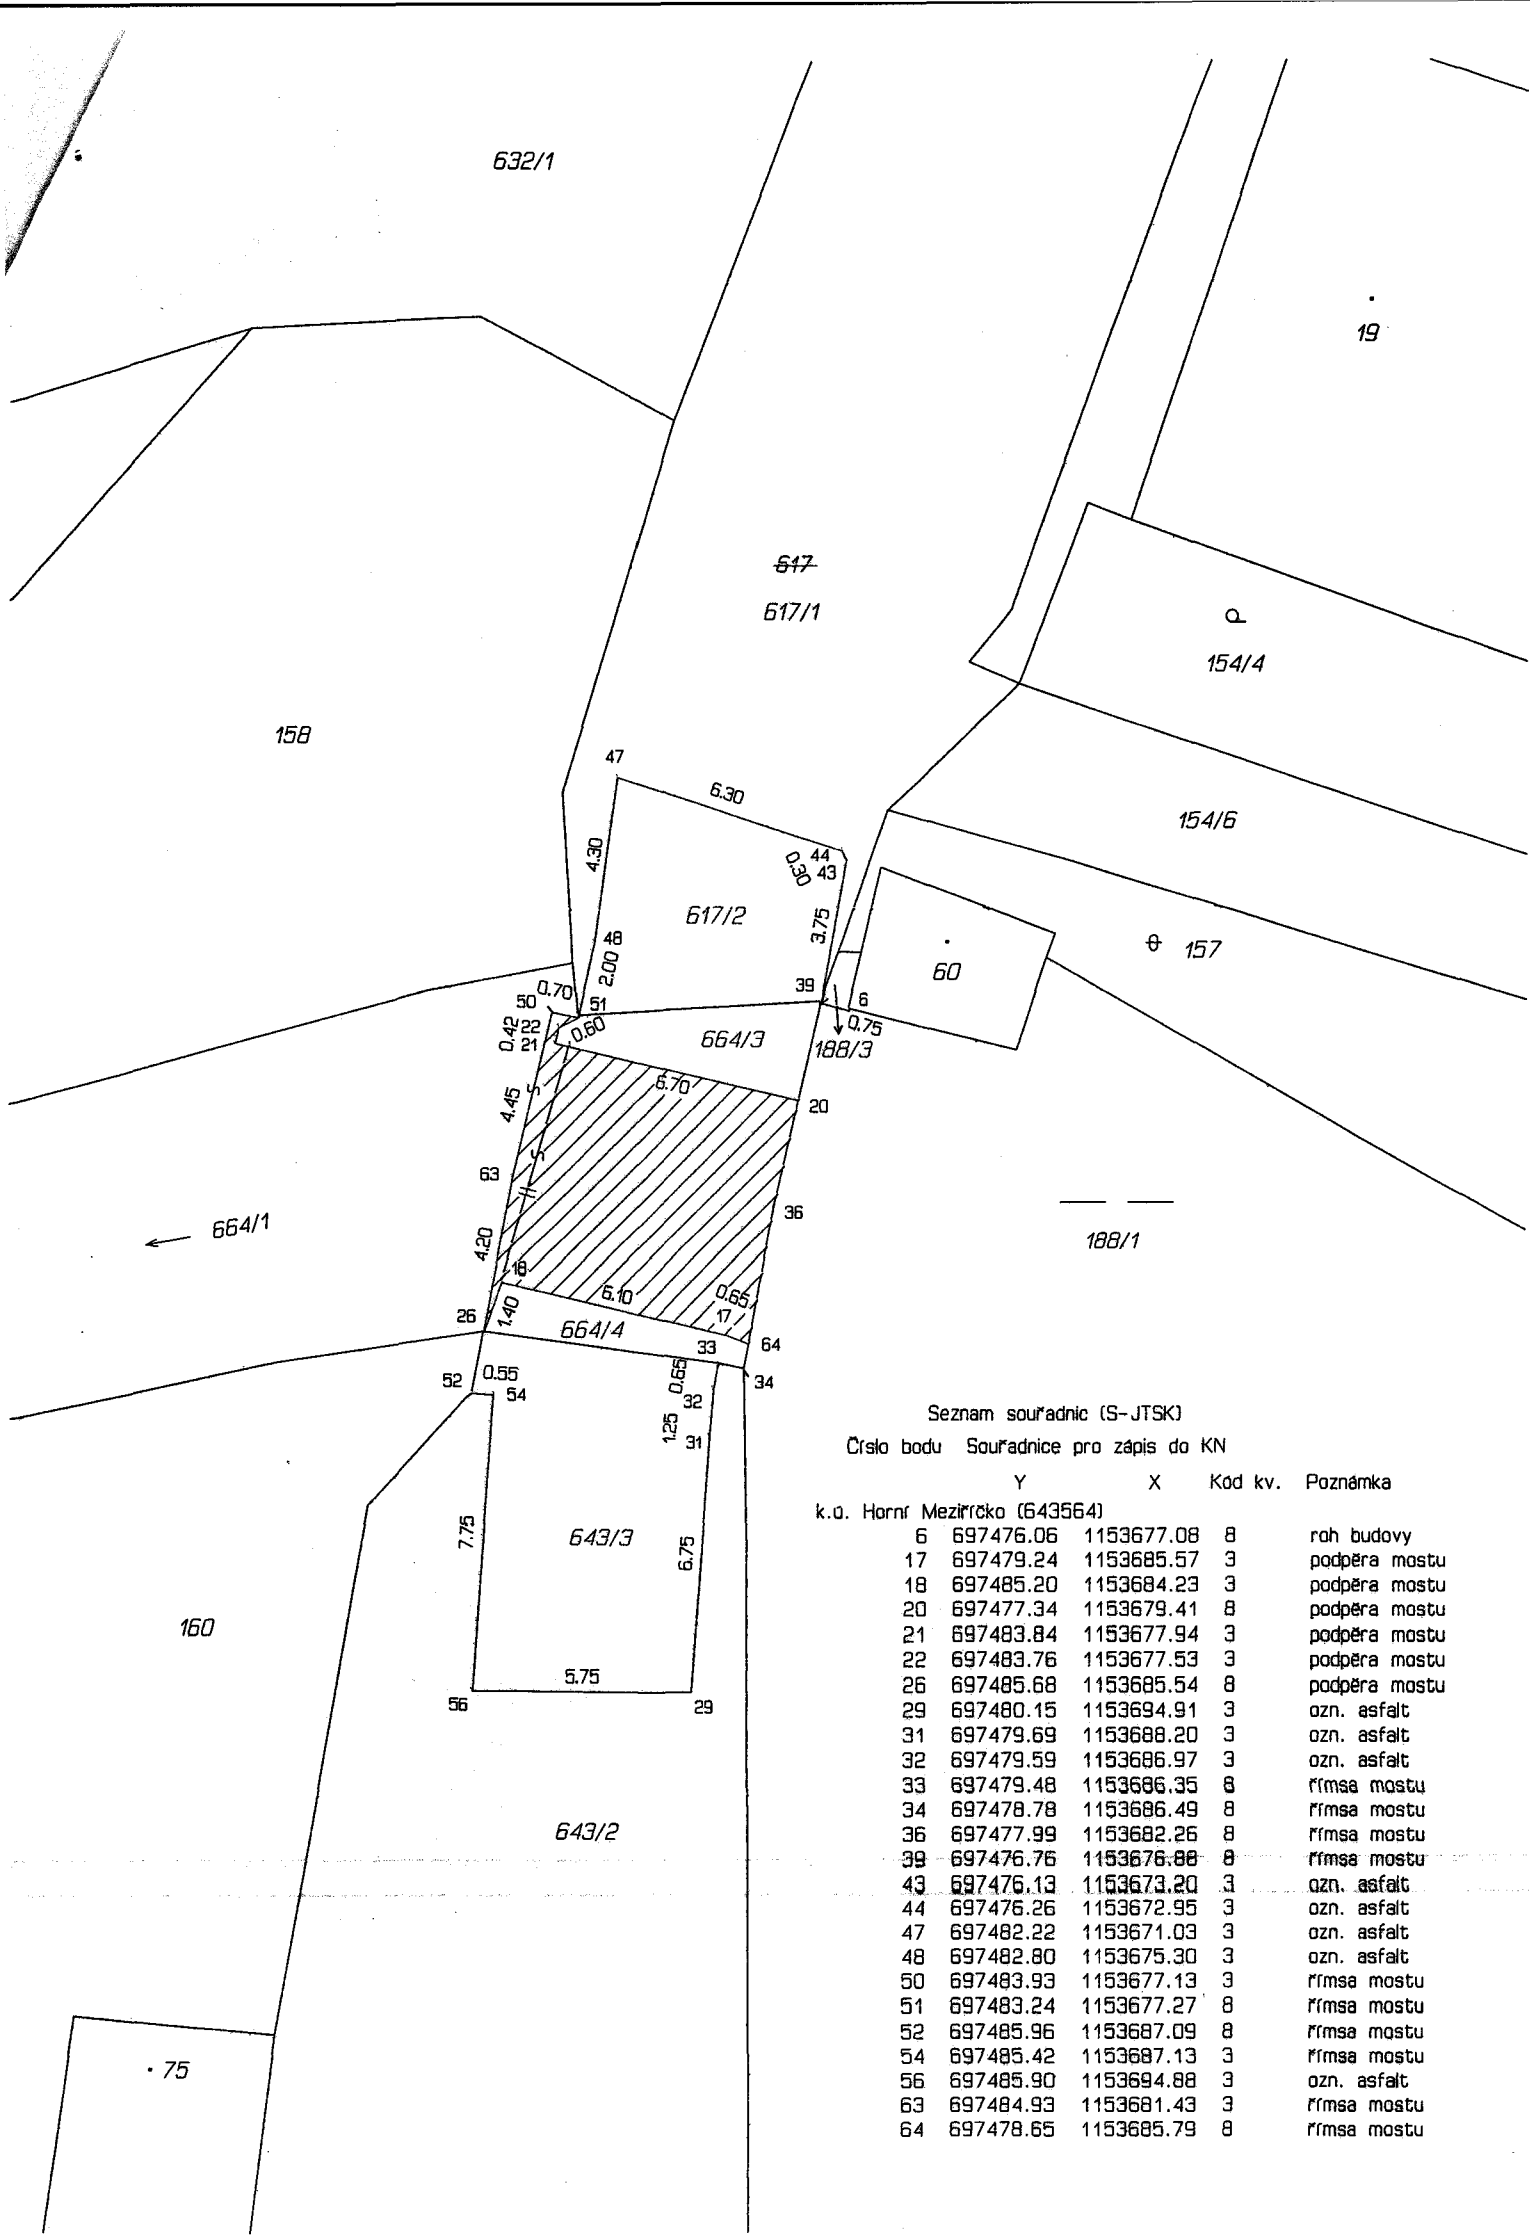 632/1
19
617
617/1
154/4
158
47
6.30
154/6
4.30
44
0.30
43
617/2
3.75
48
157
2.00
60
0.70
50
51
39
6
0.42
22
0.60
0.75
21
664/3
188/3
6.70
4.45
20
63
36
664/1
4.20
188/1
18
6.10
0.65
1.40
17
26
664/4
33
64
0.55
0.65
34
52
54
32
1.25
31
7.75
643/3
6.75
160
5.75
56
29
643/2
75
Seznam souřadnic (S-JTSK)
Číslo bodu Souřadnice pro zápis do KN
Y X Kód kv. Poznámka
k.ú. Horní Meziříčko (643564)
6 697476.06 1153677.08 8 roh budovy
17 697479.24 1153685.57 3 podpěra mostu
18 697485.20 1153684.23 3 podpěra mostu
20 697477.34 1153679.41 8 podpěra mostu
21 697483.84 1153677.94 3 podpěra mostu
22 697483.76 1153677.53 3 podpěra mostu
26 697485.68 1153685.54 8 podpěra mostu
29 697480.15 1153694.91 3 ozn. asfalt
31 697479.69 1153688.20 3 ozn. asfalt
32 697479.59 1153686.97 3 ozn. asfalt
33 697479.48 1153686.35 8 římsa mostu
34 697478.78 1153686.49 8 římsa mostu
36 697477.99 1153682.26 8 římsa mostu
39 697476.76 1153676.88 8 římsa mostu
43 697476.13 1153673.20 3 ozn. asfalt
44 697476.26 1153672.95 3 ozn. asfalt
47 697482.22 1153671.03 3 ozn. asfalt
48 697482.80 1153675.30 3 ozn. asfalt
50 697483.93 1153677.13 3 římsa mostu
51 697483.24 1153677.27 8 římsa mostu
52 697485.96 1153687.09 8 římsa mostu
54 697485.42 1153687.13 3 římsa mostu
56 697485.90 1153694.88 3 ozn. asfalt
63 697484.93 1153681.43 3 římsa mostu
64 697478.65 1153685.79 8 římsa mostu